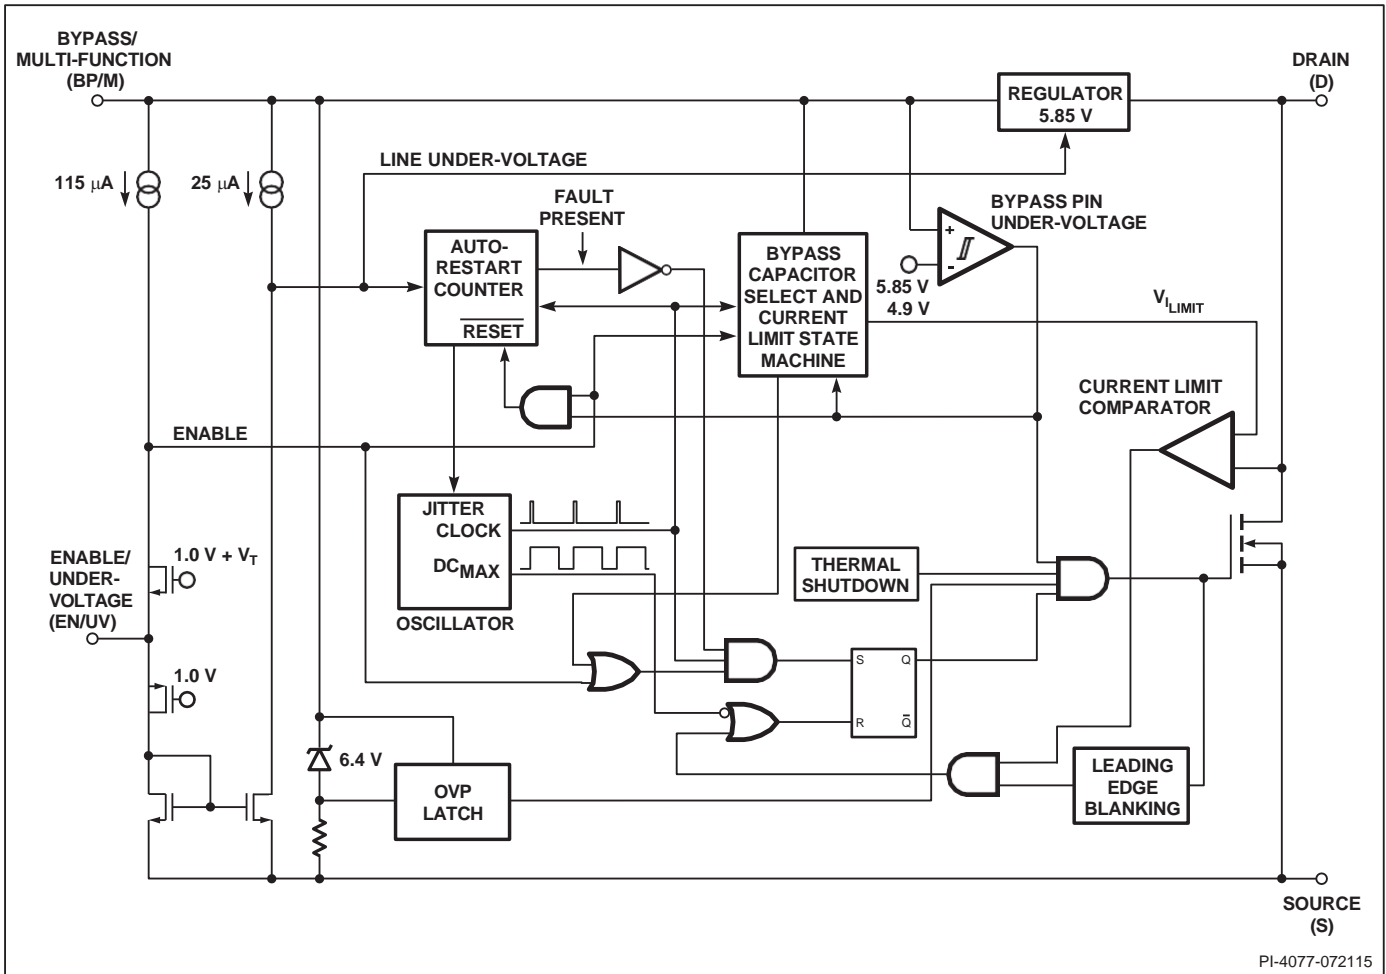 BYPASS/
MULTI-FUNCTION
(BP/M)
DRAIN
(D)
REGULATOR
5.85 V
LINE UNDER-VOLTAGE
115 μA
25 μA
FAULT
PRESENT
BYPASS PIN
UNDER-VOLTAGE
+
-
5.85 V
4.9 V
AUTO-
RESTART
COUNTER
RESET
BYPASS
CAPACITOR
SELECT AND
CURRENT
LIMIT STATE
MACHINE
VILIMIT
CURRENT LIMIT
COMPARATOR
ENABLE
JITTER
CLOCK
DCMAX
OSCILLATOR
1.0 V + VT
ENABLE/
UNDER-
VOLTAGE
(EN/UV)
1.0 V
THERMAL
SHUTDOWN
S Q
R Q̅
6.4 V
OVP
LATCH
LEADING
EDGE
BLANKING
SOURCE
(S)
PI-4077-072115